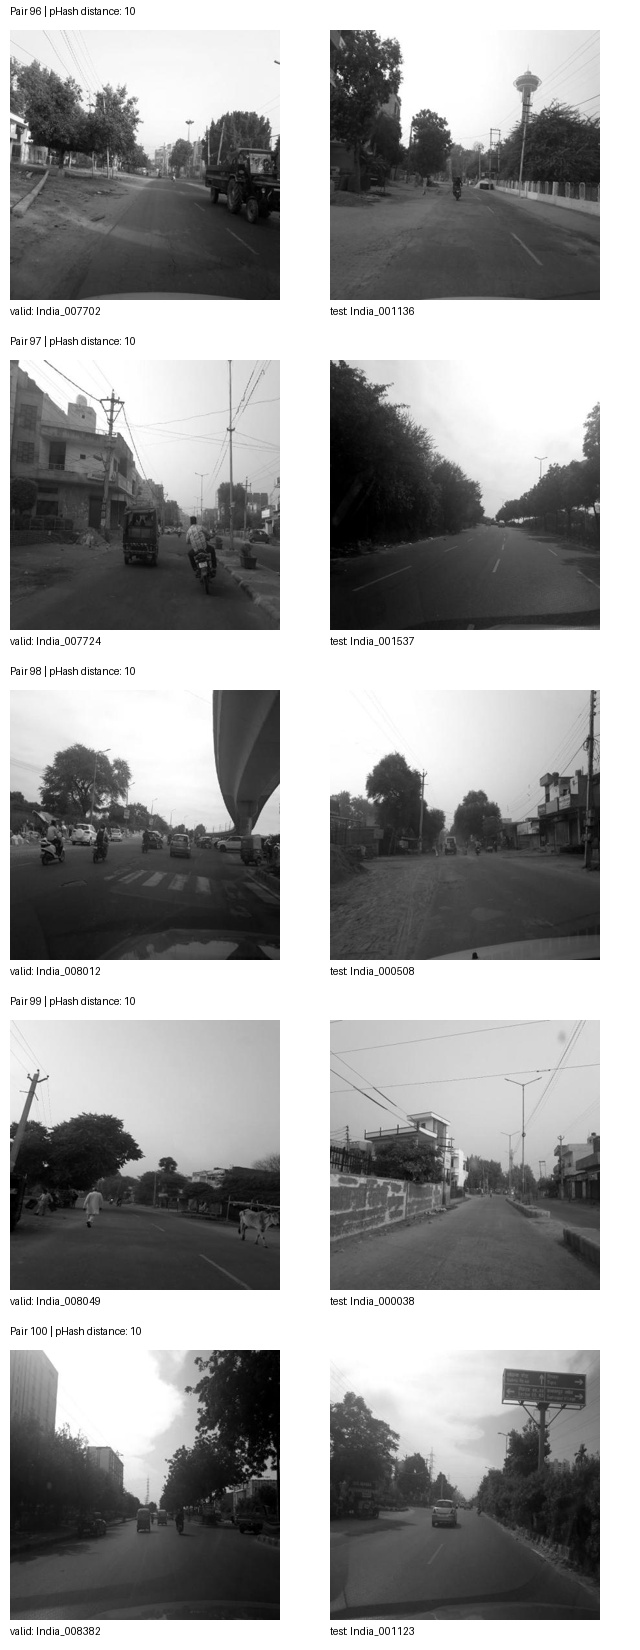 Pair 96 | pHash distance: 10
valid: India_007702
test: India_001136
Pair 97 | pHash distance: 10
valid: India_007724
test: India_001537
Pair 98 | pHash distance: 10
valid: India_008012
test: India_000508
Pair 99 | pHash distance: 10
valid: India_008049
test: India_000038
Pair 100 | pHash distance: 10
valid: India_008382
test: India_001123